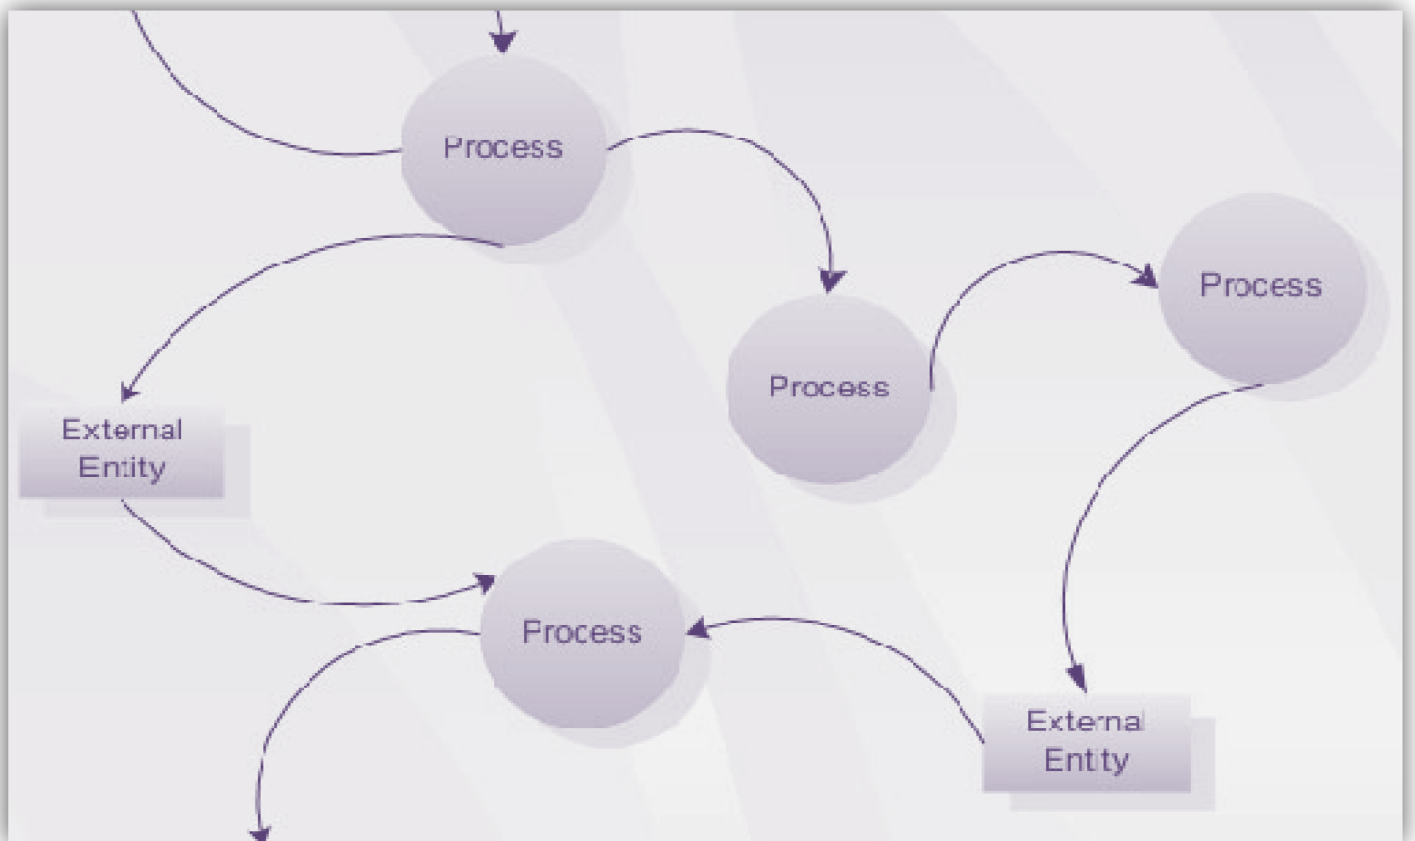 Process
Process
Process
External
Entity
Process
External
Entity